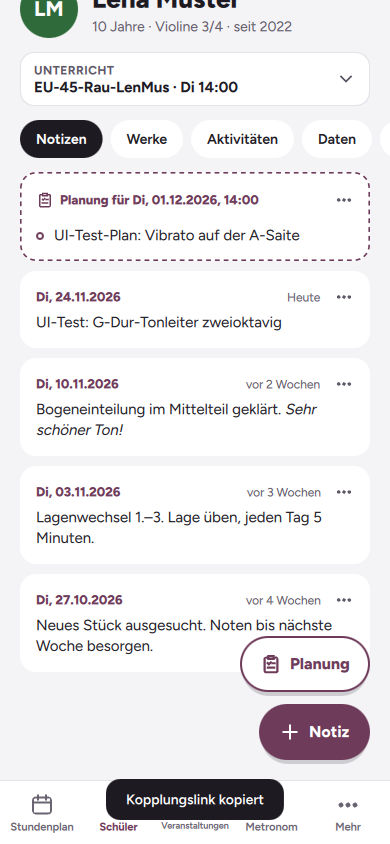 LM
Lena Muster
10 Jahre · Violine 3/4 · seit 2022
UNTERRICHT
EU-45-Rau-LenMus · Di 14:00
Notizen
Werke
Aktivitäten
Daten
Planung für Di, 01.12.2026, 14:00
UI-Test-Plan: Vibrato auf der A-Saite
Di, 24.11.2026
Heute
UI-Test: G-Dur-Tonleiter zweioktavig
Di, 10.11.2026
vor 2 Wochen
Bogeneinteilung im Mittelteil geklärt. Sehr
schöner Ton!
Di, 03.11.2026
vor 3 Wochen
Lagenwechsel 1.–3. Lage üben, jeden Tag 5
Minuten.
Di, 27.10.2026
vor 4 Wochen
Neues Stück ausgesucht. Noten bis nächste
Woche besorgen.
Planung
Notiz
Kopplungslink kopiert
Stundenplan
Schüler
Veranstaltungen
Metronom
Mehr